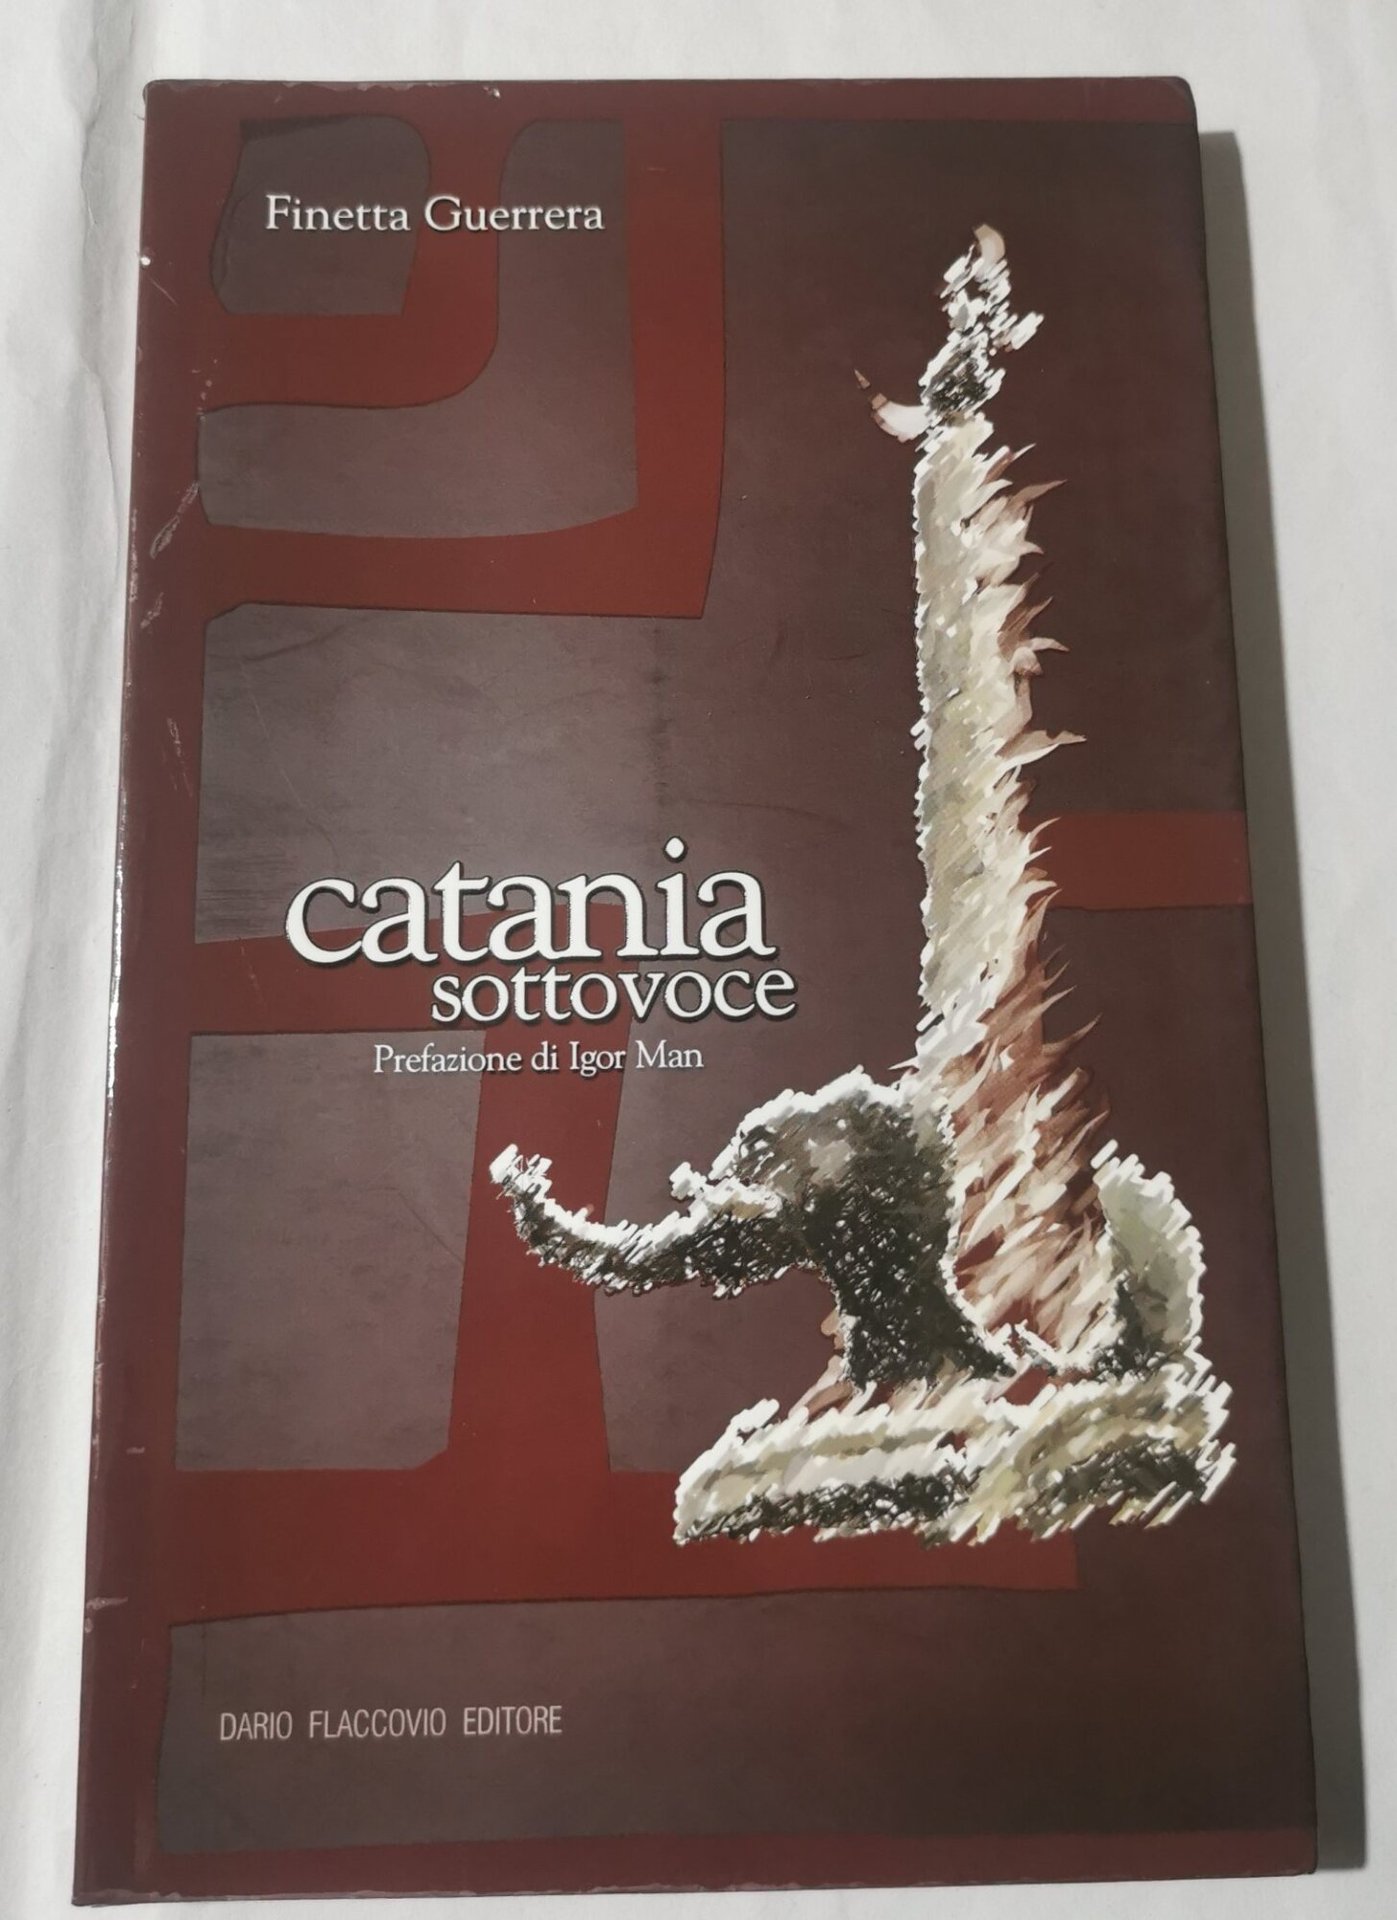 Finetta Guerrera
catania
sottovoce
Prefazione di Igor Man
DARIO FLACCOVIO EDITORE